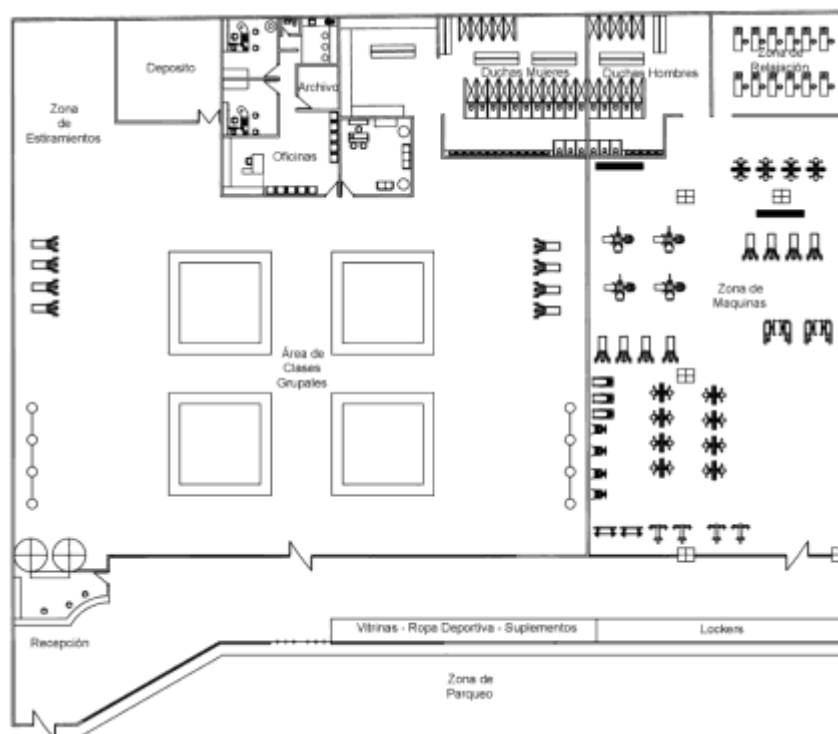 Deposito
Zona
de
Estiramientos
Archivo
Oficinas
Duchas Mujeres
Duchas Hombres
Zona de
Relajación
Zona de
Maquinas
Área de
Clases
Grupales
Recepción
Vitrinas - Ropa Deportiva - Suplementos
Lockers
Zona de
Parqueo